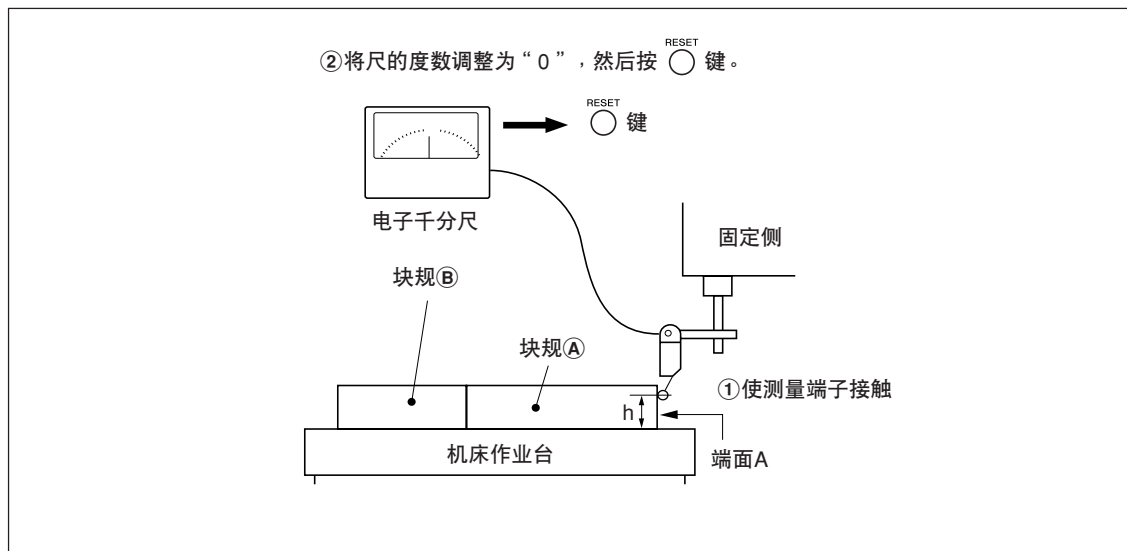 RESET
②将尺的度数调整为“0”，然后按 键。
RESET
键
电子千分尺
固定侧
块规Ⓑ
块规Ⓐ
①使测量端子接触
h
机床作业台
端面A